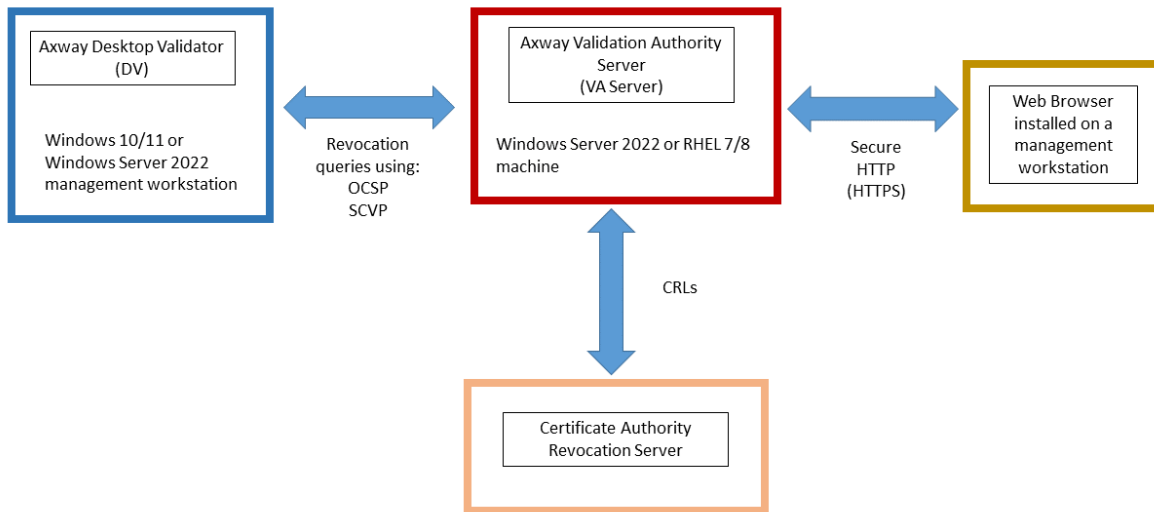 Axway Desktop Validator
(DV)
Windows 10/11 or
Windows Server 2022
management workstation
Revocation
queries using:
OCSP
SCVP
Axway Validation Authority
Server
(VA Server)
Windows Server 2022 or RHEL 7/8
machine
Secure
HTTP
(HTTPS)
Web Browser
installed on a
management
workstation
CRLs
Certificate Authority
Revocation Server